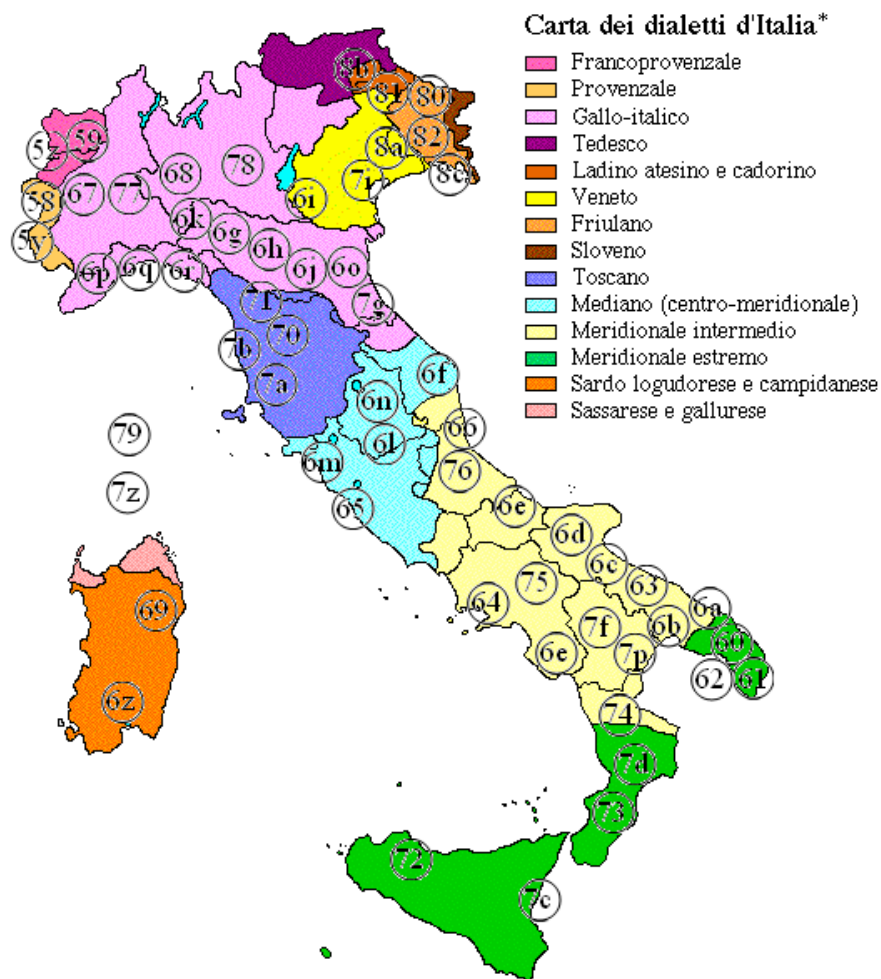 Carta dei dialetti d'Italia*
Francoprovenzale
Provenzale
Gallo-italico
Tedesco
Ladino atesino e cadorino
Veneto
Friulano
Sloveno
Toscano
Mediano (centro-meridionale)
Meridionale intermedio
Meridionale estremo
Sardo logudorese e campidanese
Sassarese e gallurese
8b
81
80
5z
59
82
8a
8c
68
78
7i
58
67
77
6i
6k
6g
5y
6h
6p
6q
6r
6j
6o
7g
70
7b
7a
6f
6n
79
66
6l
6m
76
7z
65
6e
6d
6c
75
63
64
69
6a
7f
6b
60
6e
7p
62
61
6z
74
7d
73
72
7c